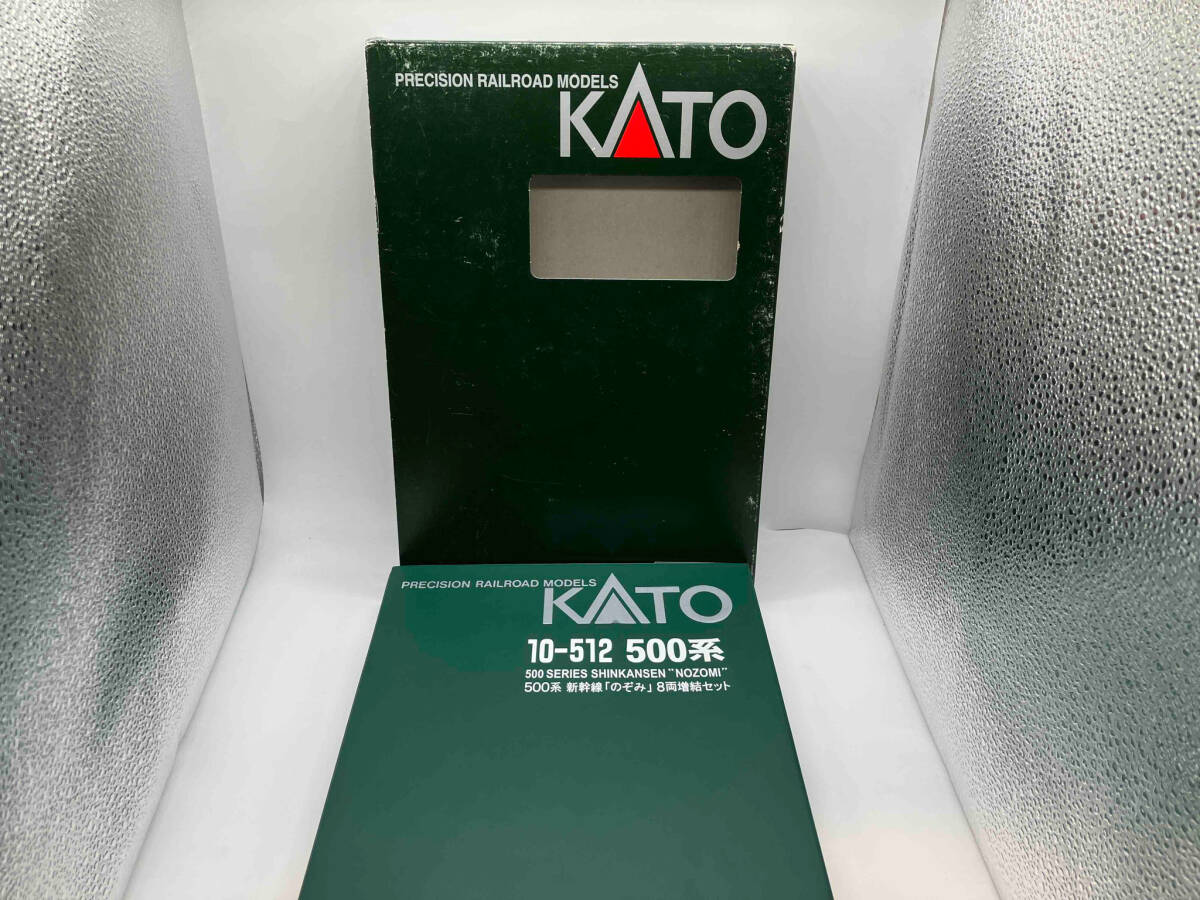 PRECISION RAILROAD MODELS
KATO
PRECISION RAILROAD MODELS
KATO
10-512 500系
500 SERIES SHINKANSEN "NOZOMI"
500系 新幹線「のぞみ」8両増結セット